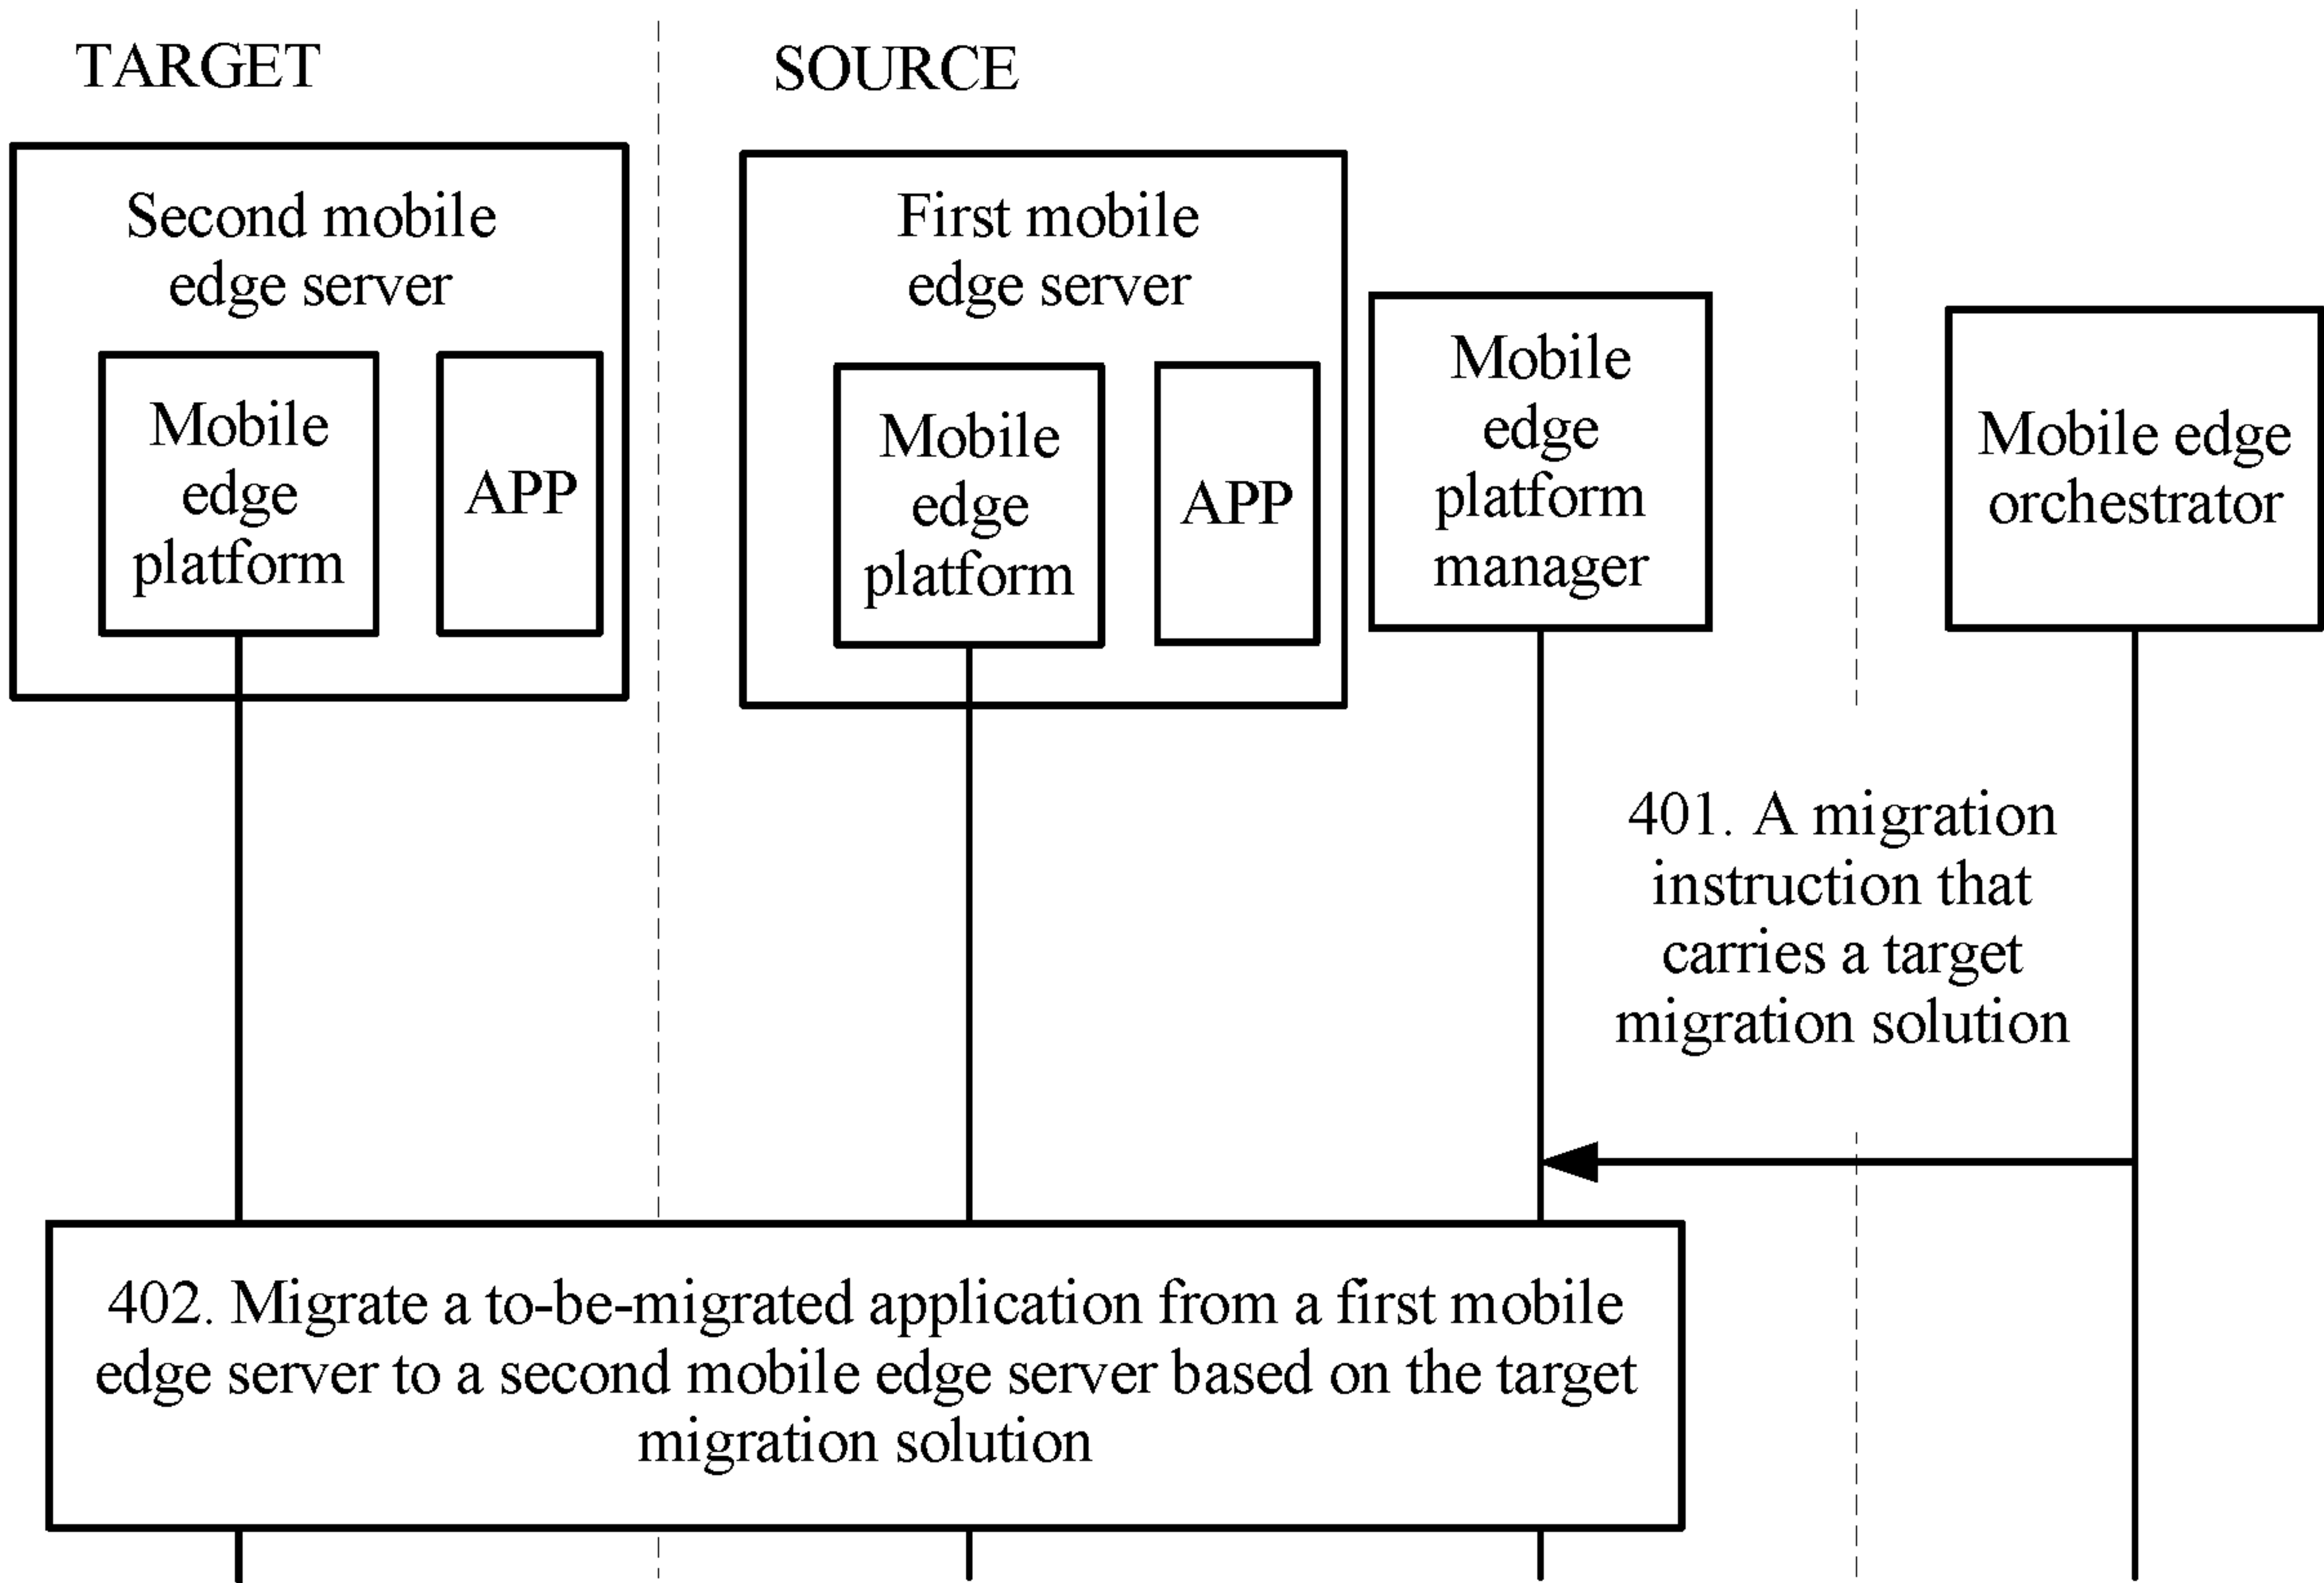 TARGET
SOURCE
Second mobile
edge server
Mobile
edge
platform
APP
First mobile
edge server
Mobile
edge
platform
APP
Mobile
edge
platform
manager
Mobile edge
orchestrator
401. A migration
instruction that
carries a target
migration solution
402. Migrate a to-be-migrated application from a first mobile
edge server to a second mobile edge server based on the target
migration solution